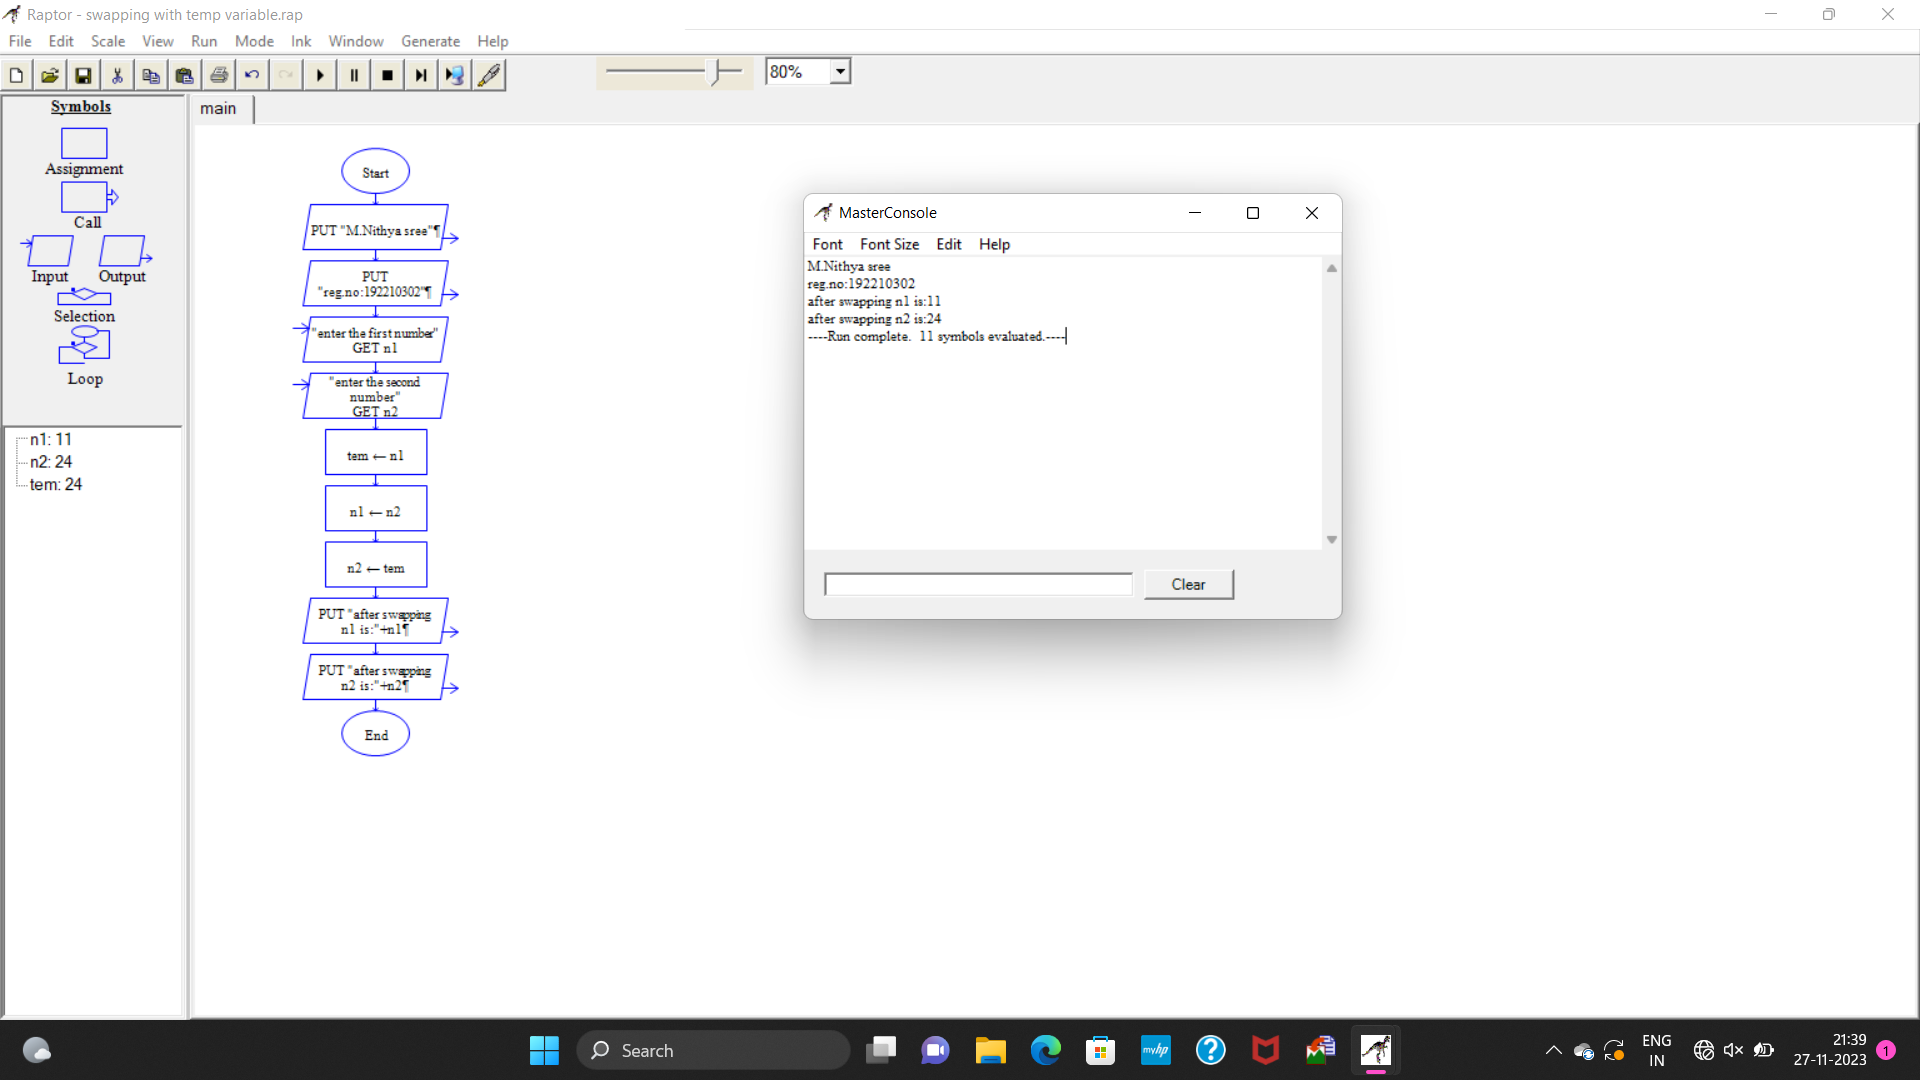 Raptor - swapping with temp variable.rap
File Edit Scale View Run Mode Ink Window Generate Help
80%
Symbols
Assignment
Call
Input Output
Selection
Loop
n1: 11
n2: 24
tem: 24
main
Start
PUT "M.Nithya sree"¶
PUT
"reg.no:192210302"¶
"enter the first number"
GET n1
"enter the second
number"
GET n2
tem ← n1
n1 ← n2
n2 ← tem
PUT "after swapping
n1 is:"+n1¶
PUT "after swapping
n2 is:"+n2¶
End
MasterConsole
Font Font Size Edit Help
M.Nithya sree
reg.no:192210302
after swapping n1 is:11
after swapping n2 is:24
----Run complete.  11 symbols evaluated.----
Clear
Search
myhp
ENG
IN
21:39
27-11-2023
1